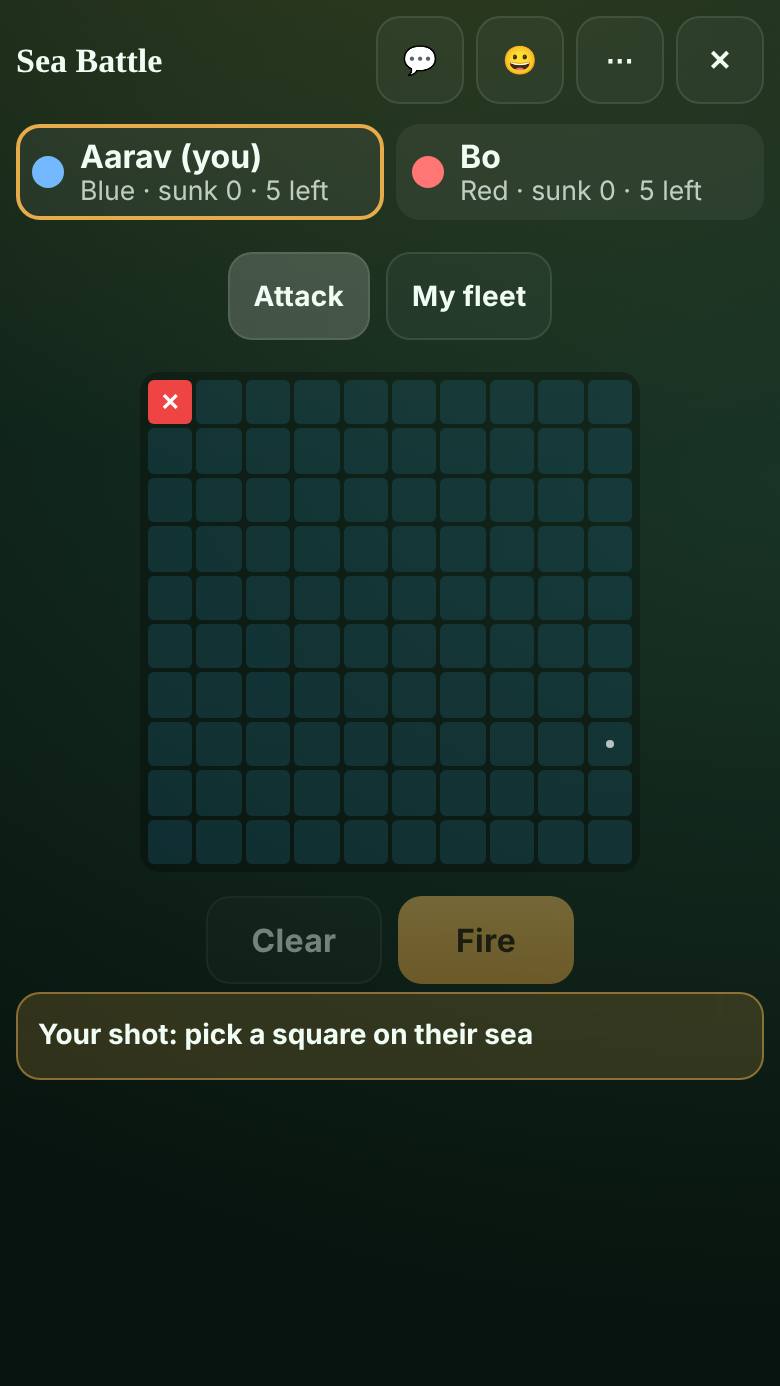 Sea Battle
Aarav (you)
Blue · sunk 0 · 5 left
Bo
Red · sunk 0 · 5 left
Attack
My fleet
Clear
Fire
Your shot: pick a square on their sea